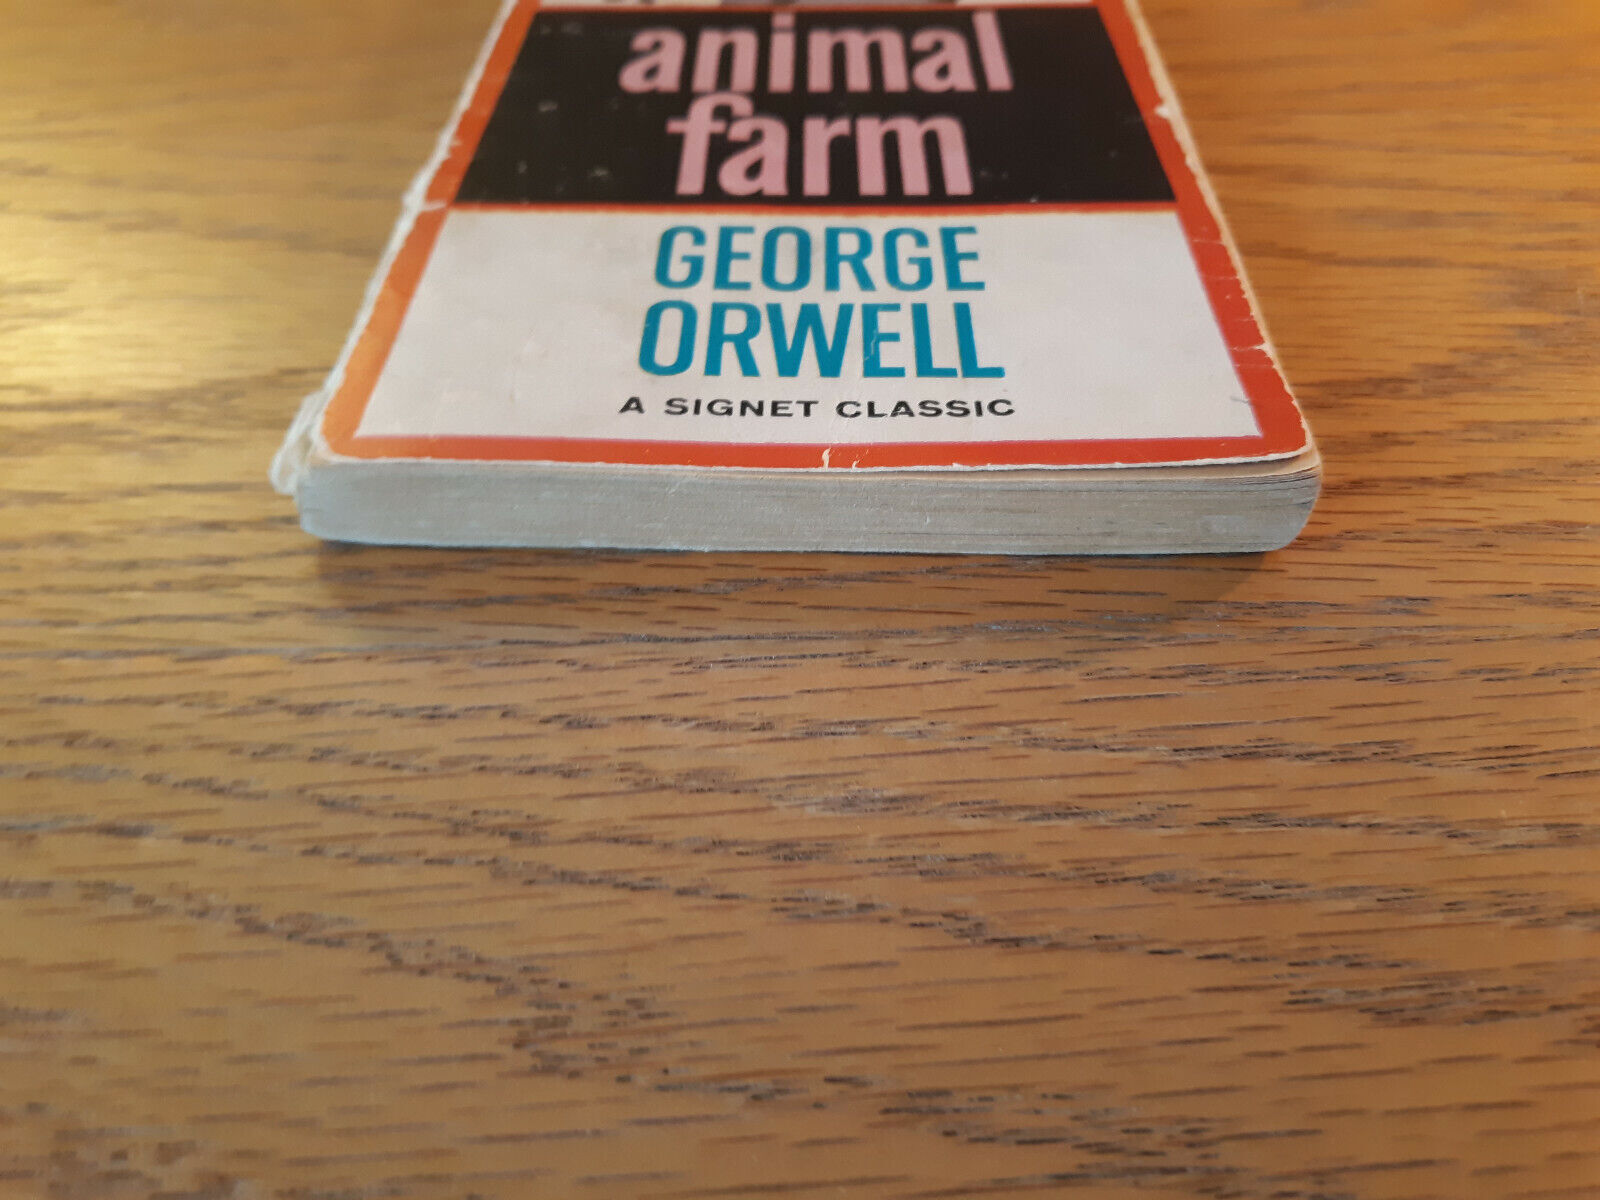 animal
farm
GEORGE
ORWELL
A SIGNET CLASSIC